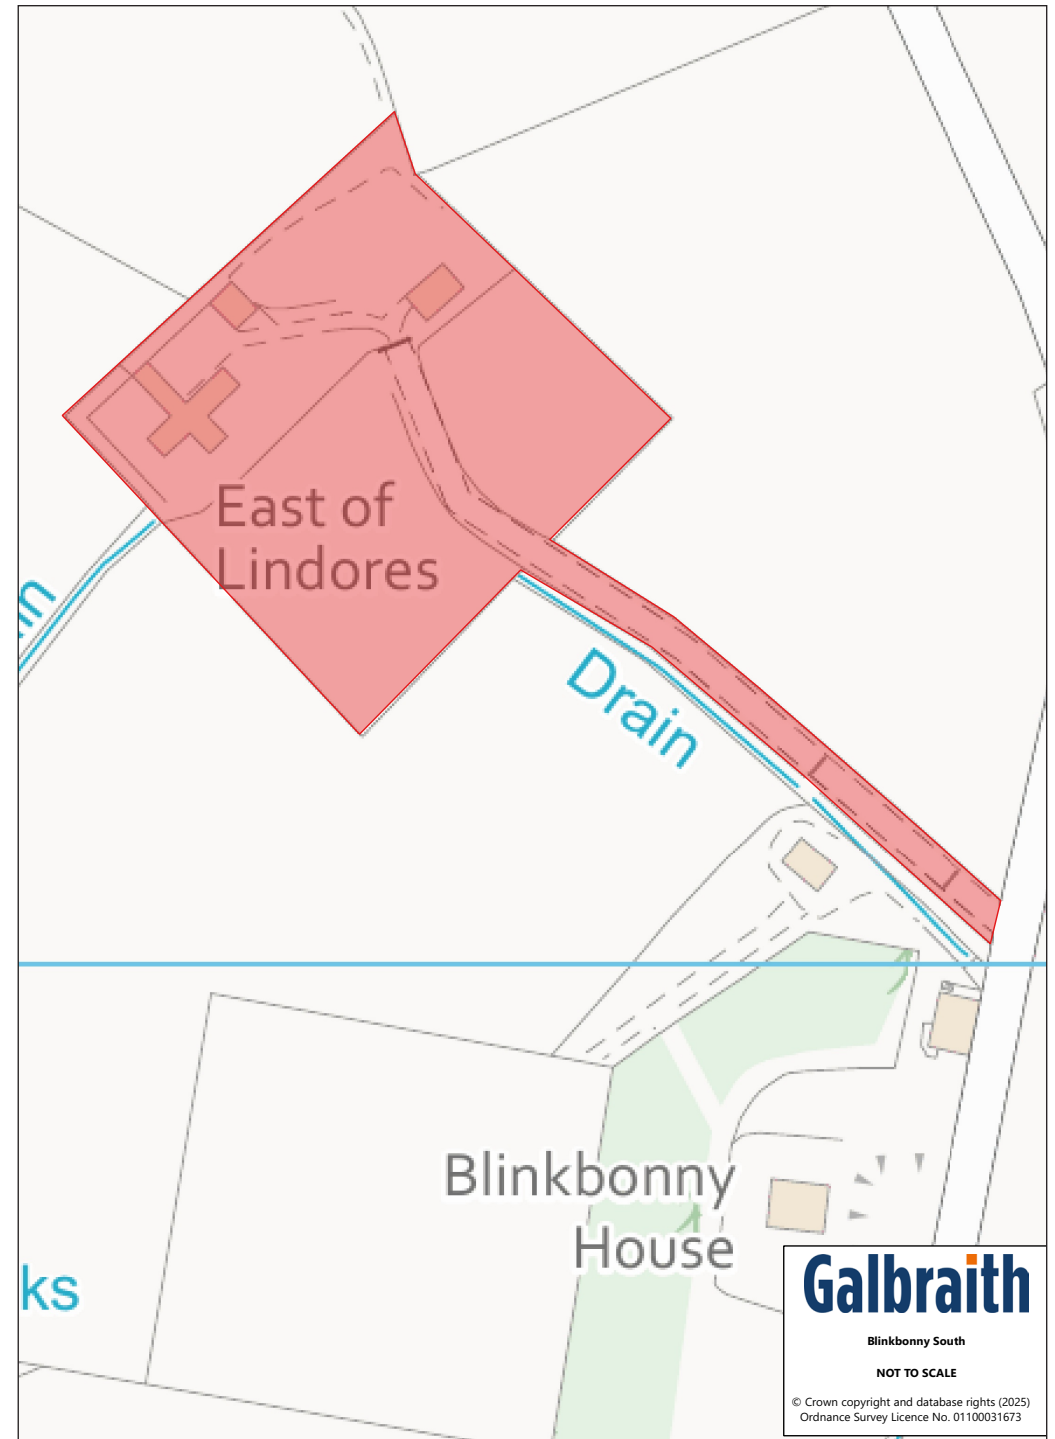 East of
Lindores
Drain
Blinkbonny
House
ks
Galbraith
Blinkbonny South
NOT TO SCALE
© Crown copyright and database rights (2025)
Ordnance Survey Licence No. 01100031673